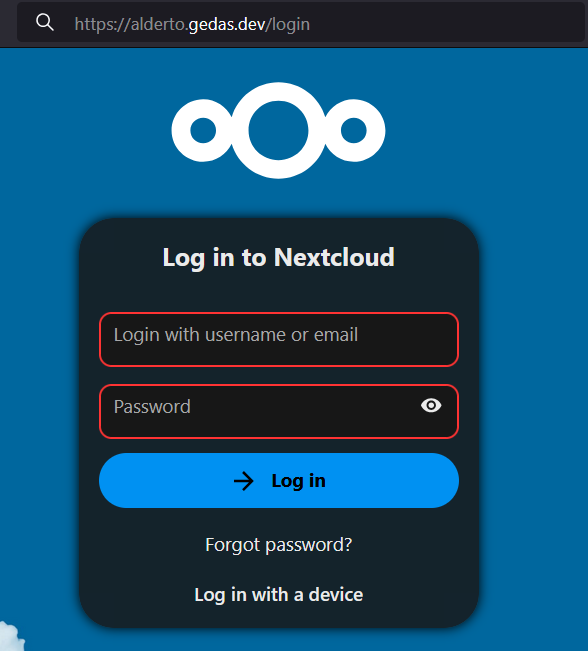 https://alderto.gedas.dev/login
Log in to Nextcloud
Login with username or email
Password
Log in
Forgot password?
Log in with a device